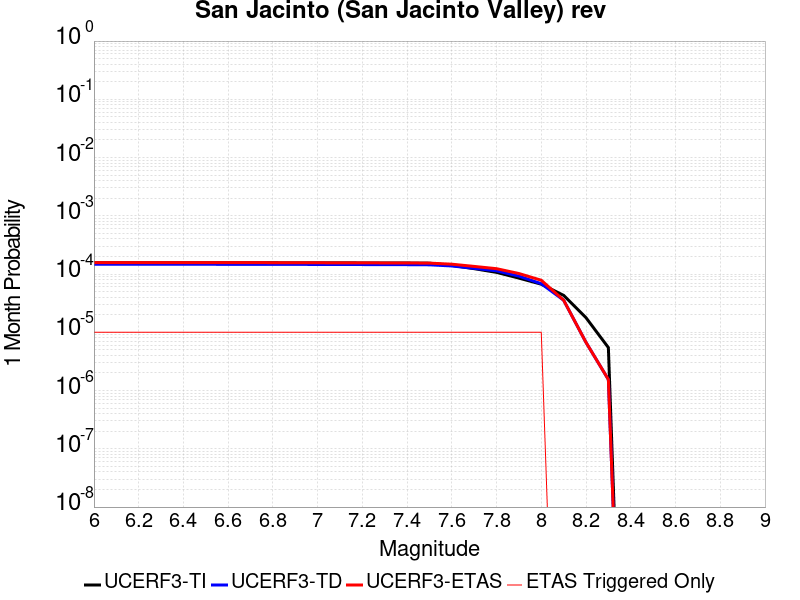 San Jacinto (San Jacinto Valley) rev
10^0
10^-1
10^-2
10^-3
10^-4
10^-5
10^-6
10^-7
10^-8
1 Month Probability
6 6.2 6.4 6.6 6.8 7 7.2 7.4 7.6 7.8 8 8.2 8.4 8.6 8.8 9
Magnitude
UCERF3-TI UCERF3-TD UCERF3-ETAS ETAS Triggered Only